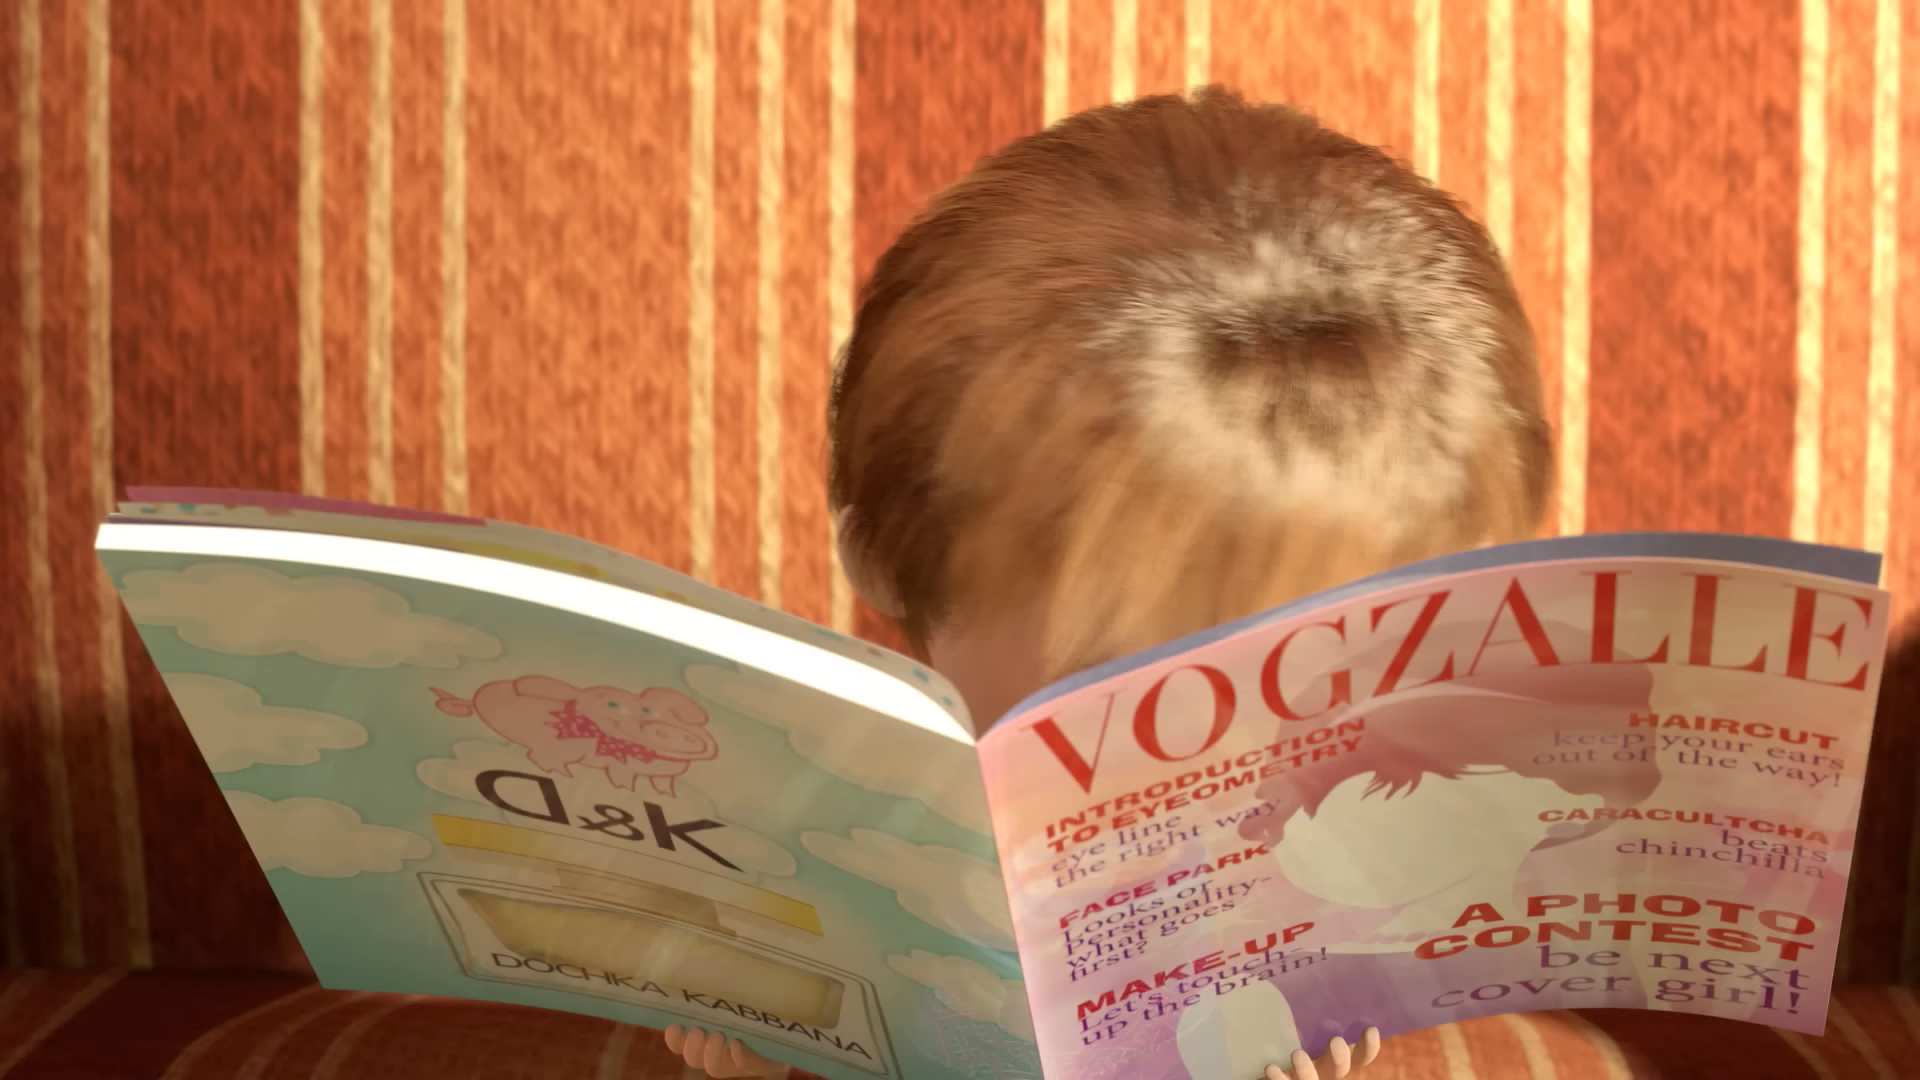 D&K
DOCHKA KABBANA
VOGZALLE
INTRODUCTION
TO EYEOMETRY
eye line
the right way
FACE PARK
Looks or
personality-
what goes
first?
MAKE-UP
Let's touch
up the brain!
HAIRCUT
keep your ears
out of the way!
CARACULTCHA
beats
chinchilla
A PHOTO
CONTEST
be next
cover girl!